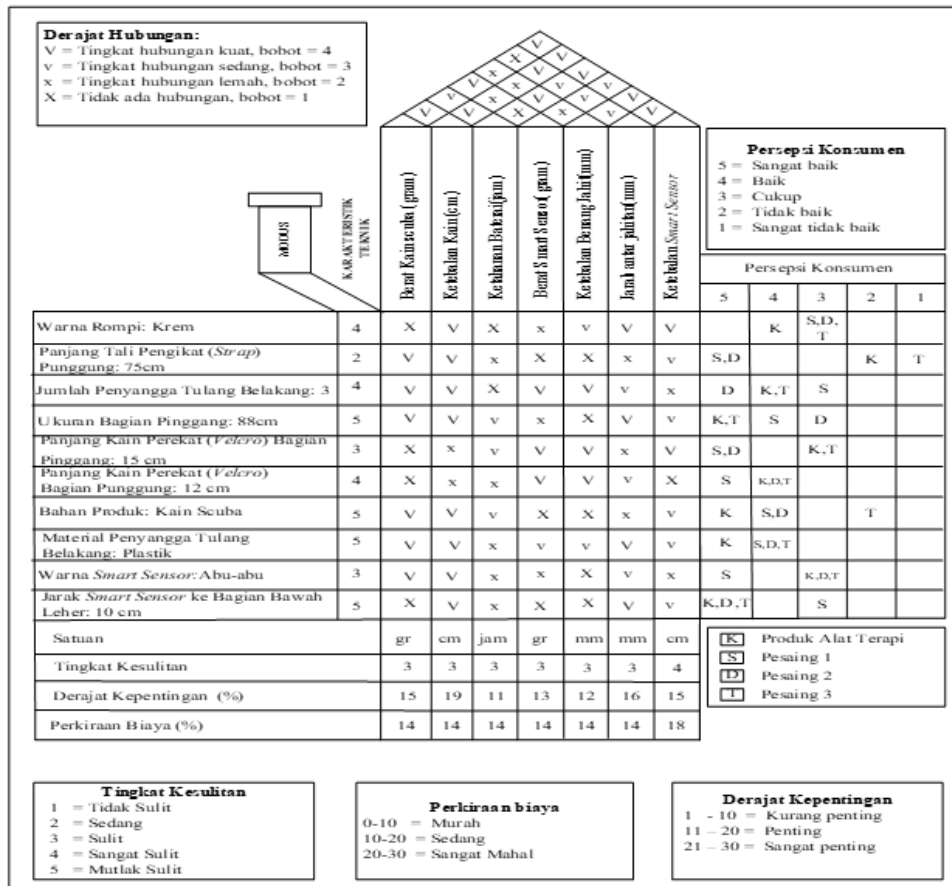 Derajat Hubungan:
V = Tingkat hubungan kuat, bobot = 4
v = Tingkat hubungan sedang, bobot = 3
x = Tingkat hubungan lemah, bobot = 2
X = Tidak ada hubungan, bobot = 1
Persepsi Konsumen
5 = Sangat baik
4 = Baik
3 = Cukup
2 = Tidak baik
1 = Sangat tidak baik
MODUS
KARAKTERISTIK
TEKNIK
Berat Kain scuba (gram)
Ketebalan Kain (cm)
Ketahanan Baterai (jam)
Berat Smart Sensor (gram)
Ketebalan Benang Jahit (mm)
Jarak antar jahitan (mm)
Ketebalan Smart Sensor
Persepsi Konsumen
5 4 3 2 1
Warna Rompi: Krem 4 X V X x v V V K S,D,
T
Panjang Tali Pengikat (Strap)
Punggung: 75cm 2 V V x X X x v S,D K T
Jumlah Penyangga Tulang Belakang: 3 4 V V X V V v x D K,T S
Ukuran Bagian Pinggang: 88cm 5 V V v x X V v K,T S D
Panjang Kain Perekat (Velcro) Bagian
Pinggang: 15 cm 3 X x v V V x V S,D K,T
Panjang Kain Perekat (Velcro)
Bagian Punggung: 12 cm 4 X x x V V v X S K,D,T
Bahan Produk: Kain Scuba 5 V V v X X x v K S,D T
Material Penyangga Tulang
Belakang: Plastik 5 V V x v v V v K S,D,T
Warna Smart Sensor: Abu-abu 3 V V x x X v x S K,D,T
Jarak Smart Sensor ke Bagian Bawah
Leher: 10 cm 5 X V x X X V v K,D,T S
Satuan gr cm jam gr mm mm cm
Tingkat Kesulitan 3 3 3 3 3 3 4
Derajat Kepentingan (%) 15 19 11 13 12 16 15
Perkiraan Biaya (%) 14 14 14 14 14 14 18
K Produk Alat Terapi
S Pesaing 1
D Pesaing 2
T Pesaing 3
Tingkat Kesulitan
1 = Tidak Sulit
2 = Sedang
3 = Sulit
4 = Sangat Sulit
5 = Mutlak Sulit
Perkiraan biaya
0-10 = Murah
10-20 = Sedang
20-30 = Sangat Mahal
Derajat Kepentingan
1 - 10 = Kurang penting
11 – 20 = Penting
21 – 30 = Sangat penting